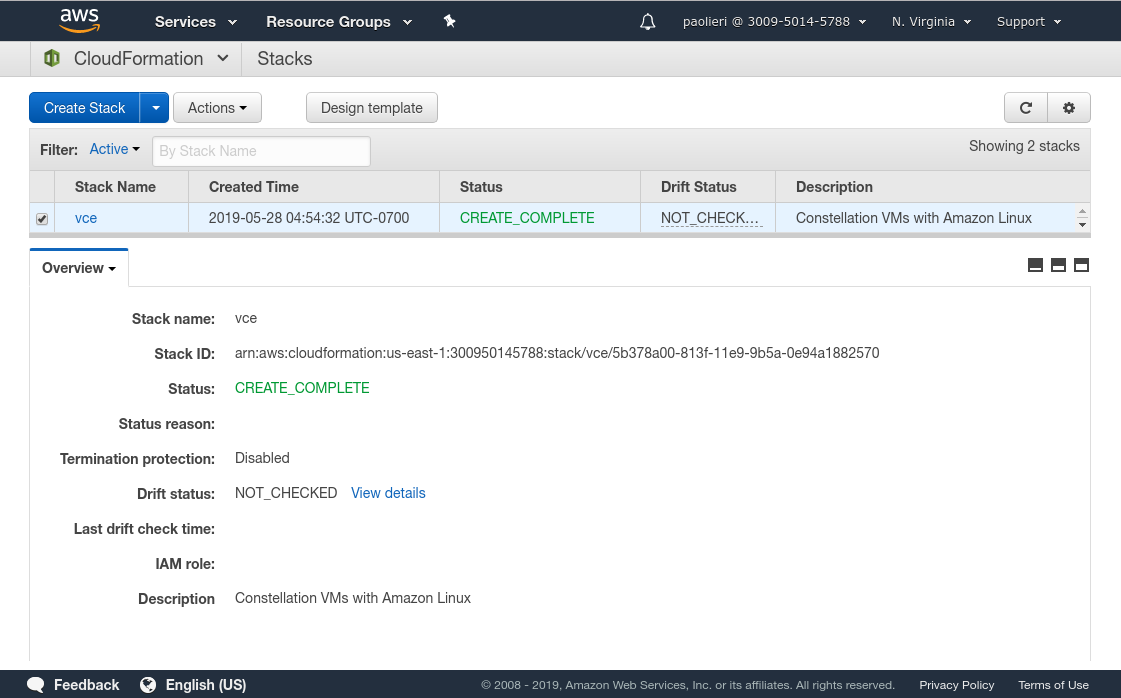 aws Services Resource Groups paolieri @ 3009-5014-5788 N. Virginia Support
CloudFormation Stacks
Create Stack Actions Design template
Filter: Active By Stack Name Showing 2 stacks
Stack Name Created Time Status Drift Status Description
vce 2019-05-28 04:54:32 UTC-0700 CREATE_COMPLETE NOT_CHECK... Constellation VMs with Amazon Linux
Overview
Stack name: vce
Stack ID: arn:aws:cloudformation:us-east-1:300950145788:stack/vce/5b378a00-813f-11e9-9b5a-0e94a1882570
Status: CREATE_COMPLETE
Status reason:
Termination protection: Disabled
Drift status: NOT_CHECKED View details
Last drift check time:
IAM role:
Description Constellation VMs with Amazon Linux
Feedback English (US) © 2008 - 2019, Amazon Web Services, Inc. or its affiliates. All rights reserved. Privacy Policy Terms of Use